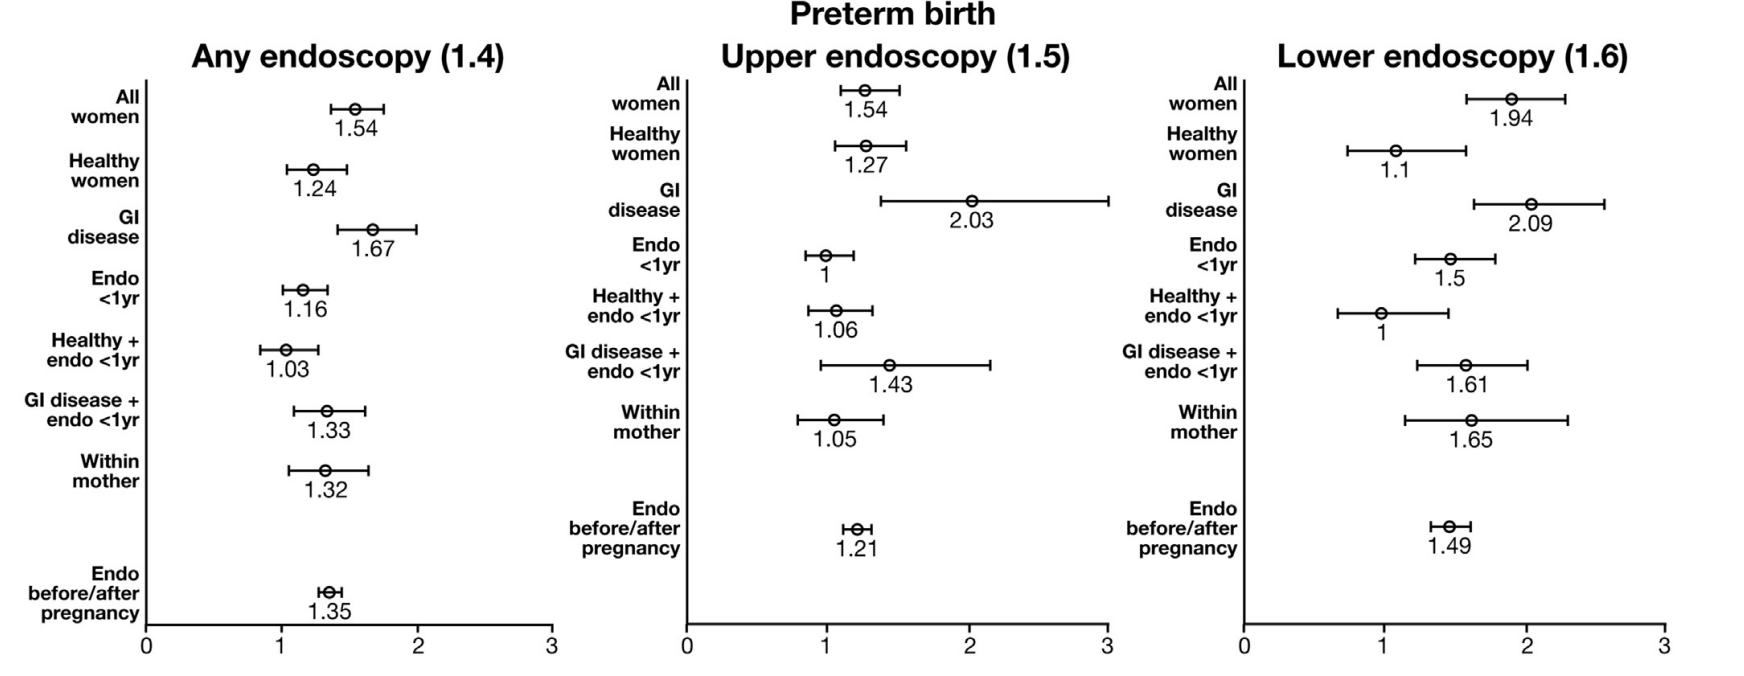 Preterm birth
Any endoscopy (1.4)
All
women
1.54
Healthy
women
1.24
GI
disease
1.67
Endo
<1yr
1.16
Healthy +
endo <1yr
1.03
GI disease +
endo <1yr
1.33
Within
mother
1.32
Endo
before/after
pregnancy
1.35
0 1 2 3
Upper endoscopy (1.5)
All
women
1.54
Healthy
women
1.27
GI
disease
2.03
Endo
<1yr
1
Healthy +
endo <1yr
1.06
GI disease +
endo <1yr
1.43
Within
mother
1.05
Endo
before/after
pregnancy
1.21
0 1 2 3
Lower endoscopy (1.6)
All
women
1.94
Healthy
women
1.1
GI
disease
2.09
Endo
<1yr
1.5
Healthy +
endo <1yr
1
GI disease +
endo <1yr
1.61
Within
mother
1.65
Endo
before/after
pregnancy
1.49
0 1 2 3